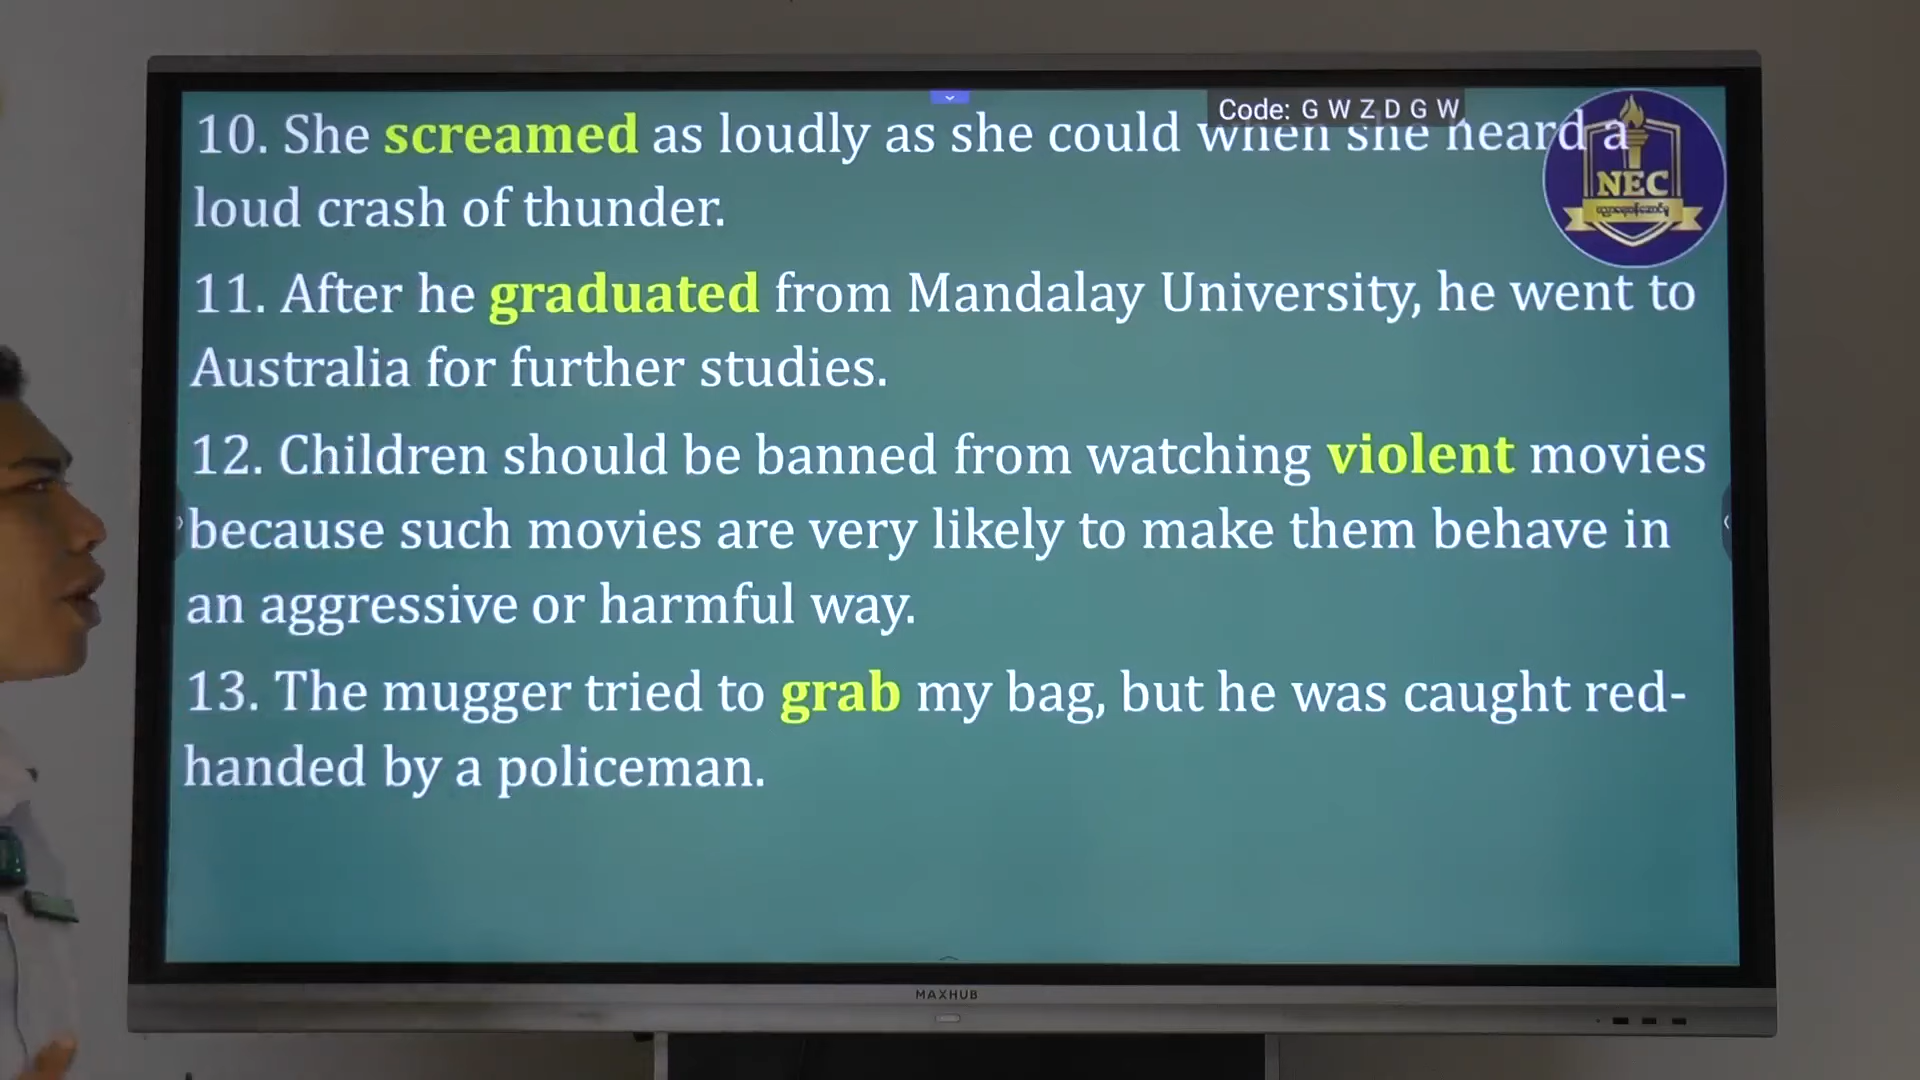 Code: G W Z D G W
10. She screamed as loudly as she could when she heard a
loud crash of thunder.
NEC
11. After he graduated from Mandalay University, he went to
Australia for further studies.
12. Children should be banned from watching violent movies
because such movies are very likely to make them behave in
an aggressive or harmful way.
13. The mugger tried to grab my bag, but he was caught red-
handed by a policeman.
MAXHUB